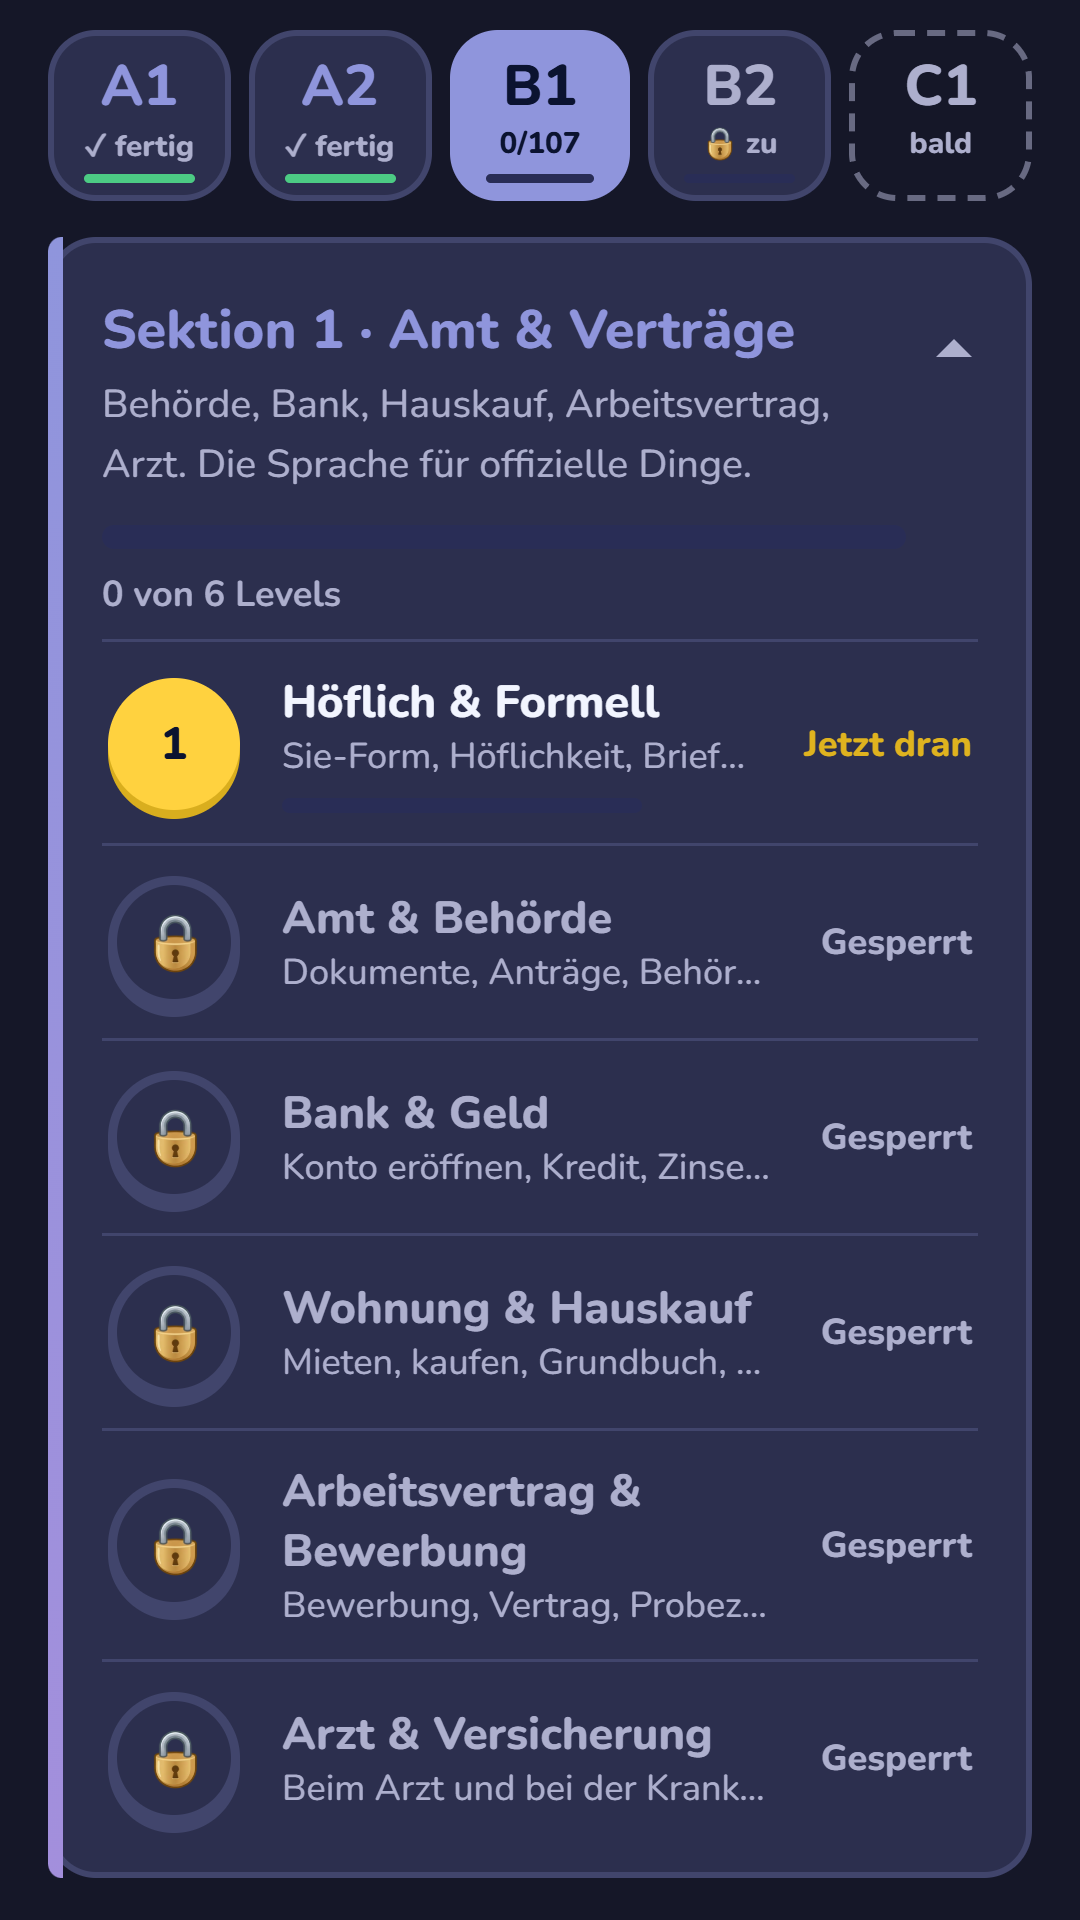 A1
✓ fertig
A2
✓ fertig
B1
0/107
B2
🔒 zu
C1
bald
Sektion 1 · Amt & Verträge
Behörde, Bank, Hauskauf, Arbeitsvertrag,
Arzt. Die Sprache für offizielle Dinge.
0 von 6 Levels
1
Höflich & Formell
Sie-Form, Höflichkeit, Brief...
Jetzt dran
Amt & Behörde
Dokumente, Anträge, Behör...
Gesperrt
Bank & Geld
Konto eröffnen, Kredit, Zinse...
Gesperrt
Wohnung & Hauskauf
Mieten, kaufen, Grundbuch, ...
Gesperrt
Arbeitsvertrag &
Bewerbung
Bewerbung, Vertrag, Probez...
Gesperrt
Arzt & Versicherung
Beim Arzt und bei der Krank...
Gesperrt